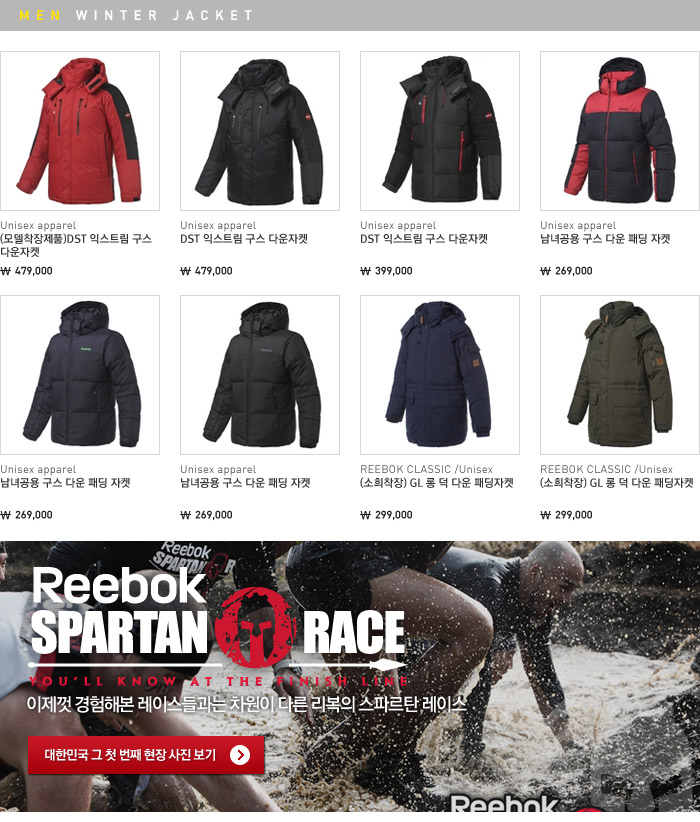 MEN WINTER JACKET
Unisex apparel
(모델착장제품)DST 익스트림 구스
다운자켓
₩ 479,000
Unisex apparel
DST 익스트림 구스 다운자켓
₩ 479,000
Unisex apparel
DST 익스트림 구스 다운자켓
₩ 399,000
Unisex apparel
남녀공용 구스 다운 패딩 자켓
₩ 269,000
Reebok
Unisex apparel
남녀공용 구스 다운 패딩 자켓
₩ 269,000
Unisex apparel
남녀공용 구스 다운 패딩 자켓
₩ 269,000
REEBOK CLASSIC /Unisex
(소희착장) GL 롱 덕 다운 패딩자켓
₩ 299,000
REEBOK CLASSIC /Unisex
(소희착장) GL 롱 덕 다운 패딩자켓
₩ 299,000
Reebok
SPARTAN
Reebok
SPARTAN RACE
YOU'LL KNOW AT THE FINISH LINE
이제껏 경험해본 레이스들과는 차원이 다른 리복의 스파르탄 레이스
대한민국 그 첫 번째 현장 사진 보기
Reebok